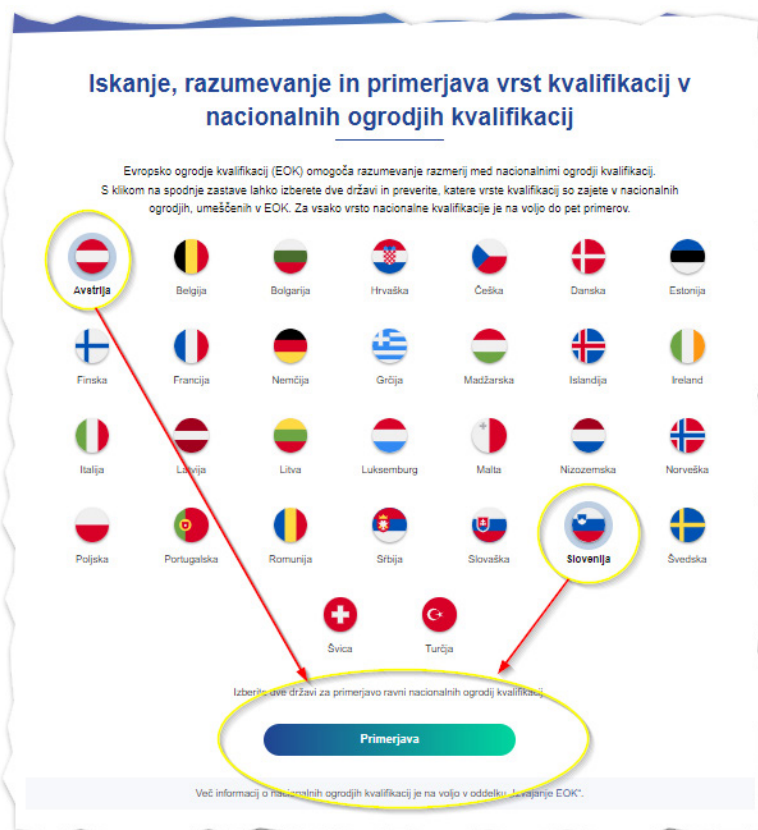 Iskanje, razumevanje in primerjava vrst kvalifikacij v
nacionalnih ogrodjih kvalifikacij
Evropsko ogrodje kvalifikacij (EOK) omogoča razumevanje razmerij med nacionalnimi ogrodji kvalifikacij.
S klikom na spodnje zastave lahko izberete dve državi in preverite, katere vrste kvalifikacij so zajete v nacionalnih
ogrodjih, umeščenih v EOK. Za vsako vrsto nacionalne kvalifikacije je na voljo do pet primerov.
Avstrija Belgija Bolgarija Hrvaška Češka Danska Estonija
Finska Francija Nemčija Grčija Madžarska Islandija Ireland
Italija Latvija Litva Luksemburg Malta Nizozemska Norveška
Poljska Portugalska Romunija Srbija Slovaška Slovenija Švedska
Švica Turčija
Izberite dve državi za primerjavo ravni nacionalnih ogrodij kvalifikacij
Primerjava
Več informacij o nacionalnih ogrodjih kvalifikacij je na voljo v oddelku „Izvajanje EOK“.